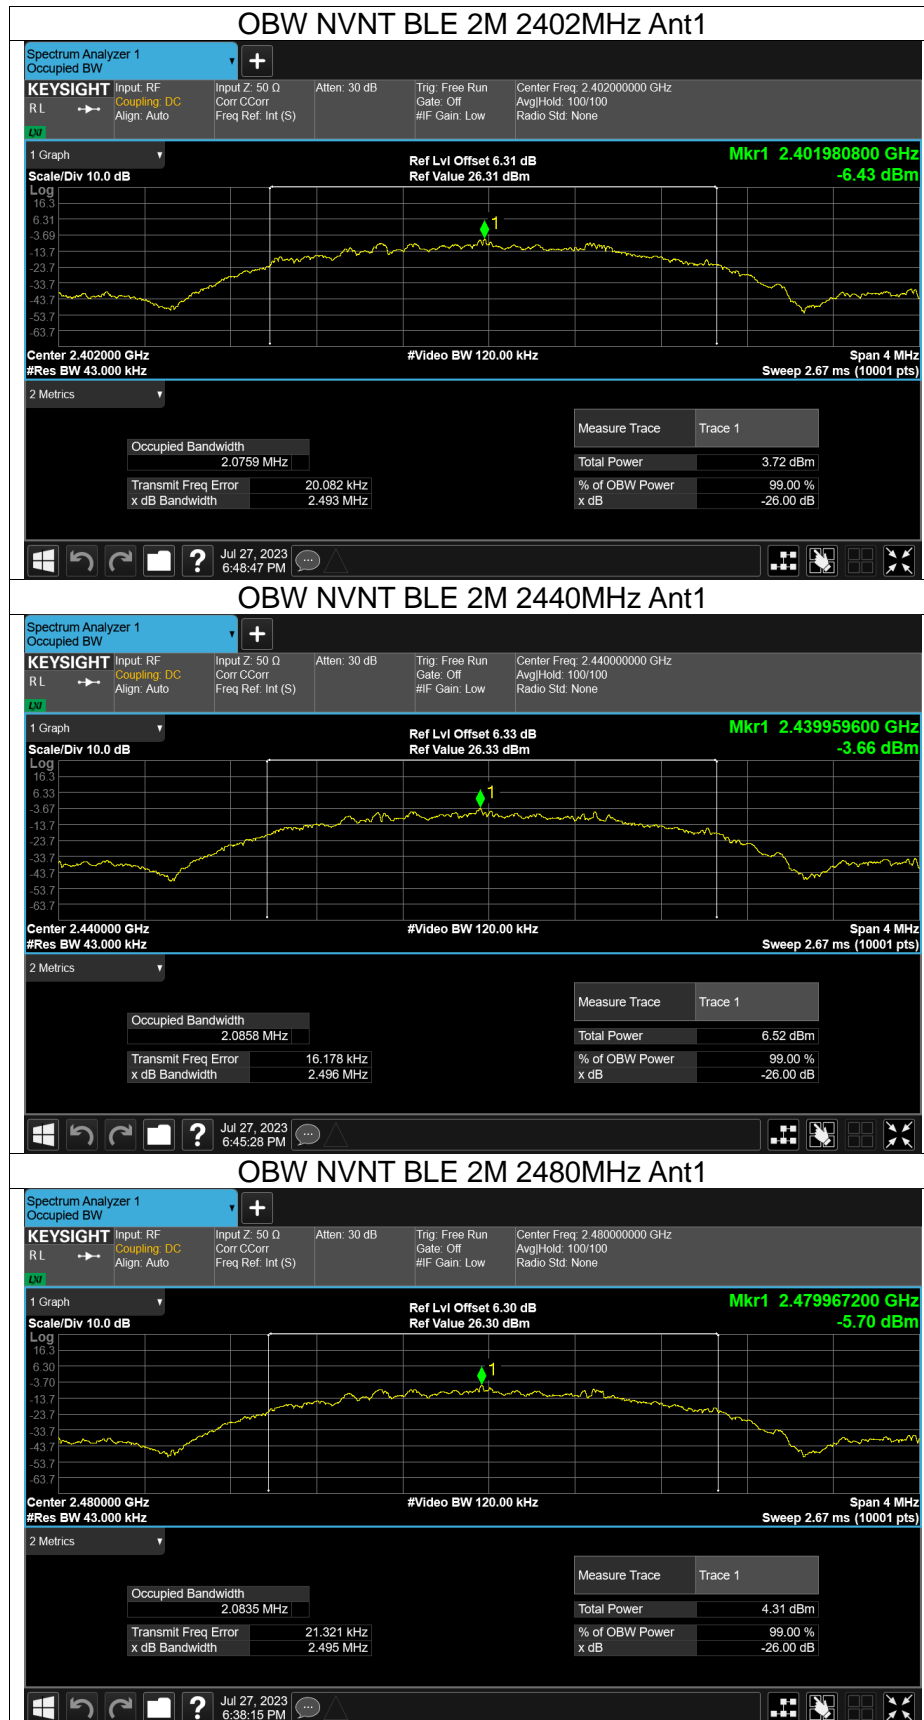 OBW NVNT BLE 2M 2402MHz Ant1
Spectrum Analyzer 1
Occupied BW
+
KEYSIGHT
R L
LXI
Input: RF
Coupling: DC
Align: Auto
Input Z: 50 Ω
Corr CCorr
Freq Ref: Int (S)
Atten: 30 dB
Trig: Free Run
Gate: Off
#IF Gain: Low
Center Freq: 2.402000000 GHz
Avg|Hold: 100/100
Radio Std: None
1 Graph
Scale/Div 10.0 dB
Ref Lvl Offset 6.31 dB
Ref Value 26.31 dBm
Mkr1 2.401980800 GHz
-6.43 dBm
Log
16.3
6.31
-3.69
-13.7
-23.7
-33.7
-43.7
-53.7
-63.7
1
Center 2.402000 GHz
#Res BW 43.000 kHz
#Video BW 120.00 kHz
Span 4 MHz
Sweep 2.67 ms (10001 pts)
2 Metrics
Occupied Bandwidth
2.0759 MHz
Transmit Freq Error 20.082 kHz
x dB Bandwidth 2.493 MHz
Measure Trace Trace 1
Total Power 3.72 dBm
% of OBW Power 99.00 %
x dB -26.00 dB
?
Jul 27, 2023
6:48:47 PM
OBW NVNT BLE 2M 2440MHz Ant1
Spectrum Analyzer 1
Occupied BW
+
KEYSIGHT
R L
LXI
Input: RF
Coupling: DC
Align: Auto
Input Z: 50 Ω
Corr CCorr
Freq Ref: Int (S)
Atten: 30 dB
Trig: Free Run
Gate: Off
#IF Gain: Low
Center Freq: 2.440000000 GHz
Avg|Hold: 100/100
Radio Std: None
1 Graph
Scale/Div 10.0 dB
Ref Lvl Offset 6.33 dB
Ref Value 26.33 dBm
Mkr1 2.439959600 GHz
-3.66 dBm
Log
16.3
6.33
-3.67
-13.7
-23.7
-33.7
-43.7
-53.7
-63.7
1
Center 2.440000 GHz
#Res BW 43.000 kHz
#Video BW 120.00 kHz
Span 4 MHz
Sweep 2.67 ms (10001 pts)
2 Metrics
Occupied Bandwidth
2.0858 MHz
Transmit Freq Error 16.178 kHz
x dB Bandwidth 2.496 MHz
Measure Trace Trace 1
Total Power 6.52 dBm
% of OBW Power 99.00 %
x dB -26.00 dB
?
Jul 27, 2023
6:45:28 PM
OBW NVNT BLE 2M 2480MHz Ant1
Spectrum Analyzer 1
Occupied BW
+
KEYSIGHT
R L
LXI
Input: RF
Coupling: DC
Align: Auto
Input Z: 50 Ω
Corr CCorr
Freq Ref: Int (S)
Atten: 30 dB
Trig: Free Run
Gate: Off
#IF Gain: Low
Center Freq: 2.480000000 GHz
Avg|Hold: 100/100
Radio Std: None
1 Graph
Scale/Div 10.0 dB
Ref Lvl Offset 6.30 dB
Ref Value 26.30 dBm
Mkr1 2.479967200 GHz
-5.70 dBm
Log
16.3
6.30
-3.70
-13.7
-23.7
-33.7
-43.7
-53.7
-63.7
1
Center 2.480000 GHz
#Res BW 43.000 kHz
#Video BW 120.00 kHz
Span 4 MHz
Sweep 2.67 ms (10001 pts)
2 Metrics
Occupied Bandwidth
2.0835 MHz
Transmit Freq Error 21.321 kHz
x dB Bandwidth 2.495 MHz
Measure Trace Trace 1
Total Power 4.31 dBm
% of OBW Power 99.00 %
x dB -26.00 dB
?
Jul 27, 2023
6:38:15 PM